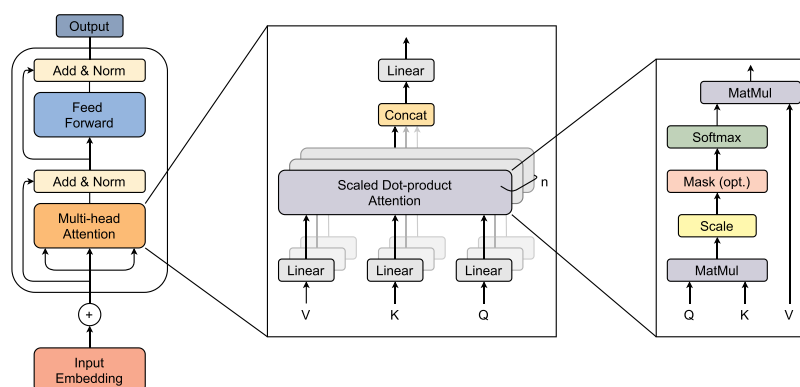 Output
Add & Norm
Feed
Forward
Add & Norm
Multi-head
Attention
+
Input
Embedding
Linear
Concat
Scaled Dot-product
Attention
n
Linear
Linear
Linear
V
K
Q
MatMul
Softmax
Mask (opt.)
Scale
MatMul
Q
K
V